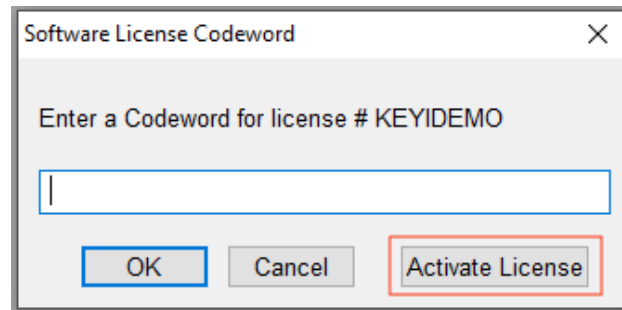 Software License Codeword
Enter a Codeword for license # KEYIDEMO
OK Cancel Activate License